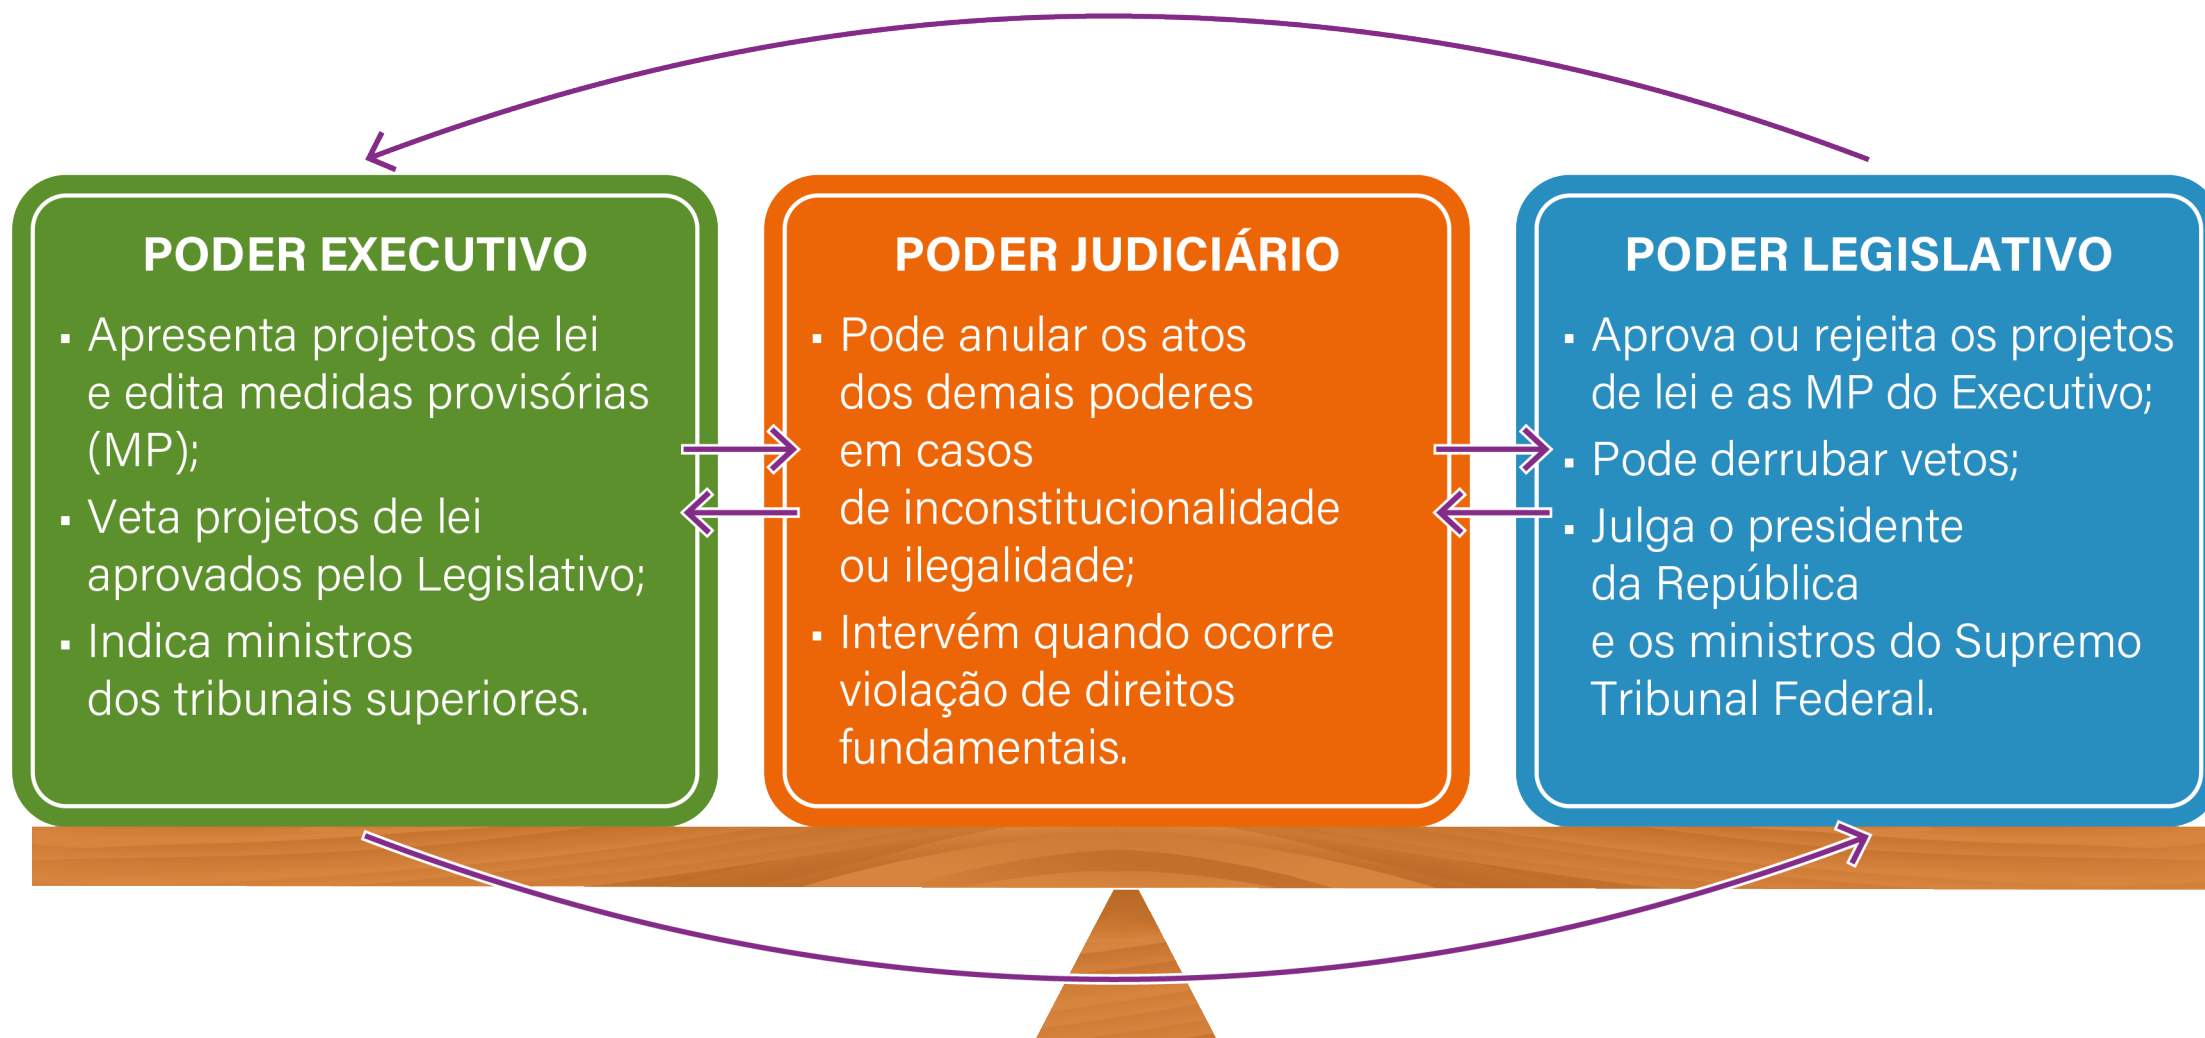 PODER EXECUTIVO
▪ Apresenta projetos de lei
e edita medidas provisórias
(MP);
▪ Veta projetos de lei
aprovados pelo Legislativo;
▪ Indica ministros
dos tribunais superiores.
PODER JUDICIÁRIO
▪ Pode anular os atos
dos demais poderes
em casos
de inconstitucionalidade
ou ilegalidade;
▪ Intervém quando ocorre
violação de direitos
fundamentais.
PODER LEGISLATIVO
▪ Aprova ou rejeita os projetos
de lei e as MP do Executivo;
▪ Pode derrubar vetos;
▪ Julga o presidente
da República
e os ministros do Supremo
Tribunal Federal.